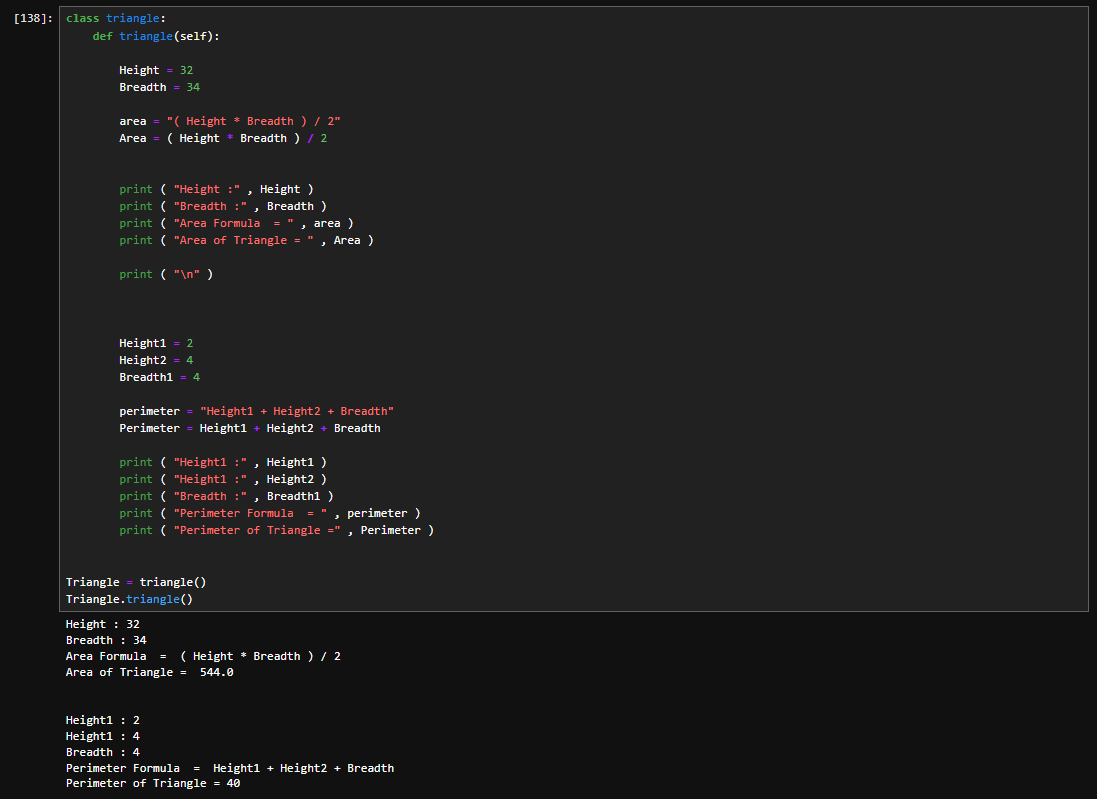 [138]: class triangle:
    def triangle(self):
        Height = 32
        Breadth = 34
        area = "( Height * Breadth ) / 2"
        Area = ( Height * Breadth ) / 2
        print ( "Height :" , Height )
        print ( "Breadth :" , Breadth )
        print ( "Area Formula  = " , area )
        print ( "Area of Triangle = " , Area )
        print ( "\n" )
        Height1 = 2
        Height2 = 4
        Breadth1 = 4
        perimeter = "Height1 + Height2 + Breadth"
        Perimeter = Height1 + Height2 + Breadth
        print ( "Height1 :" , Height1 )
        print ( "Height1 :" , Height2 )
        print ( "Breadth :" , Breadth1 )
        print ( "Perimeter Formula  = " , perimeter )
        print ( "Perimeter of Triangle =" , Perimeter )
Triangle = triangle()
Triangle.triangle()
Height : 32
Breadth : 34
Area Formula  =  ( Height * Breadth ) / 2
Area of Triangle =  544.0
Height1 : 2
Height1 : 4
Breadth : 4
Perimeter Formula  =  Height1 + Height2 + Breadth
Perimeter of Triangle = 40